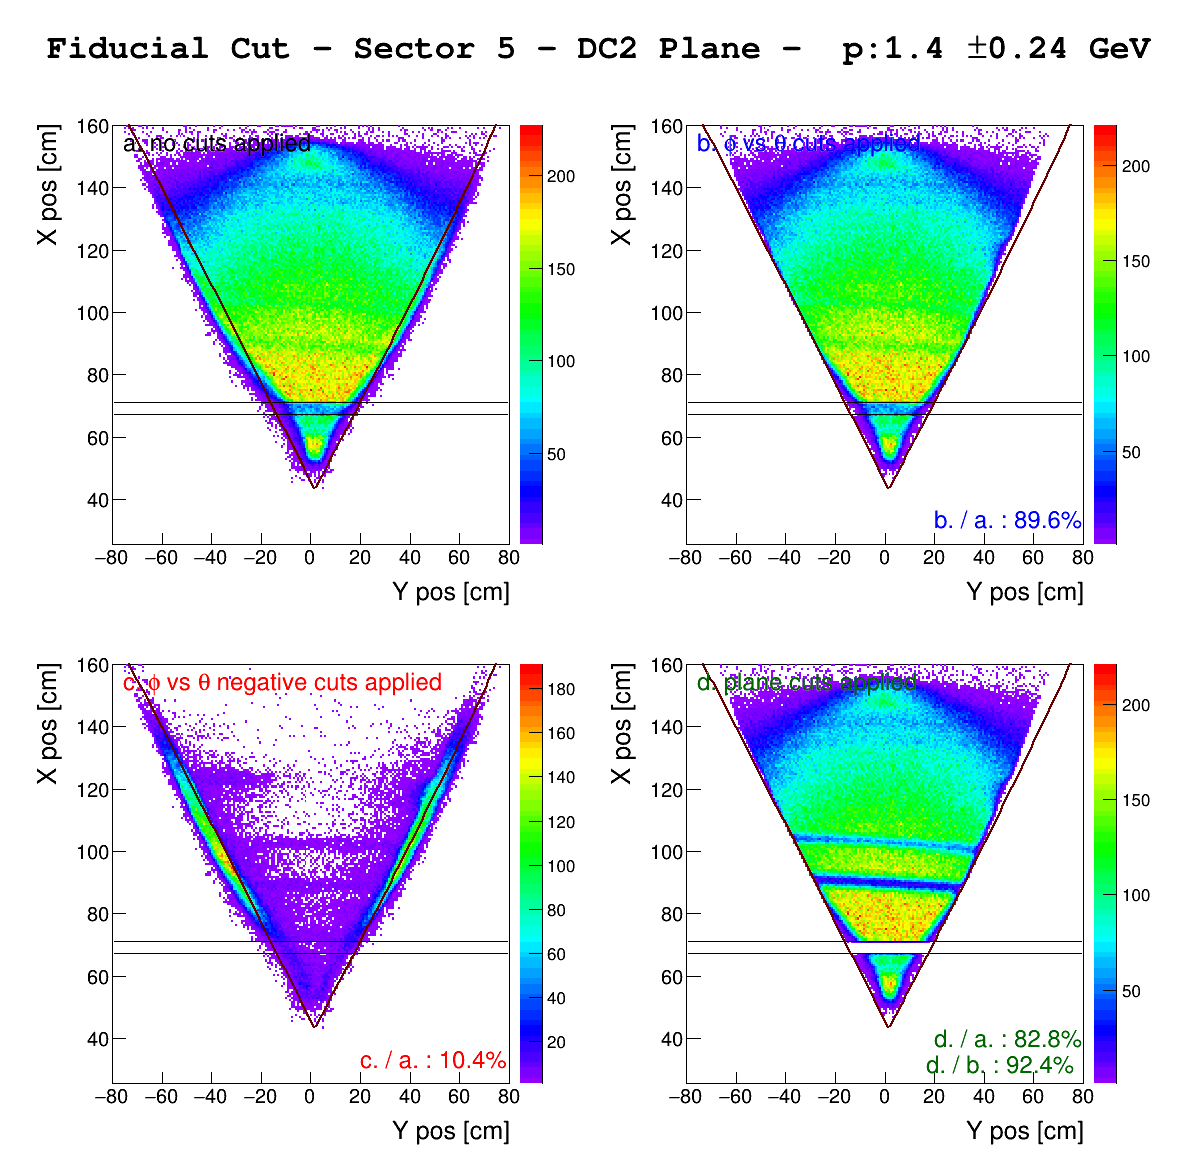 Fiducial Cut − Sector 5 − DC2 Plane − p:1.4 ±0.24 GeV
X pos [cm]
160
140
120
100
80
60
40
a. no cuts applied
−80 −60 −40 −20 0 20 40 60 80
Y pos [cm]
200
150
100
50
X pos [cm]
160
140
120
100
80
60
40
b. ϕ vs θ cuts applied
b. / a. : 89.6%
−80 −60 −40 −20 0 20 40 60 80
Y pos [cm]
200
150
100
50
X pos [cm]
160
140
120
100
80
60
40
c. ϕ vs θ negative cuts applied
c. / a. : 10.4%
−80 −60 −40 −20 0 20 40 60 80
Y pos [cm]
180
160
140
120
100
80
60
40
20
X pos [cm]
160
140
120
100
80
60
40
d. plane cuts applied
d. / a. : 82.8%
d. / b. : 92.4%
−80 −60 −40 −20 0 20 40 60 80
Y pos [cm]
200
150
100
50